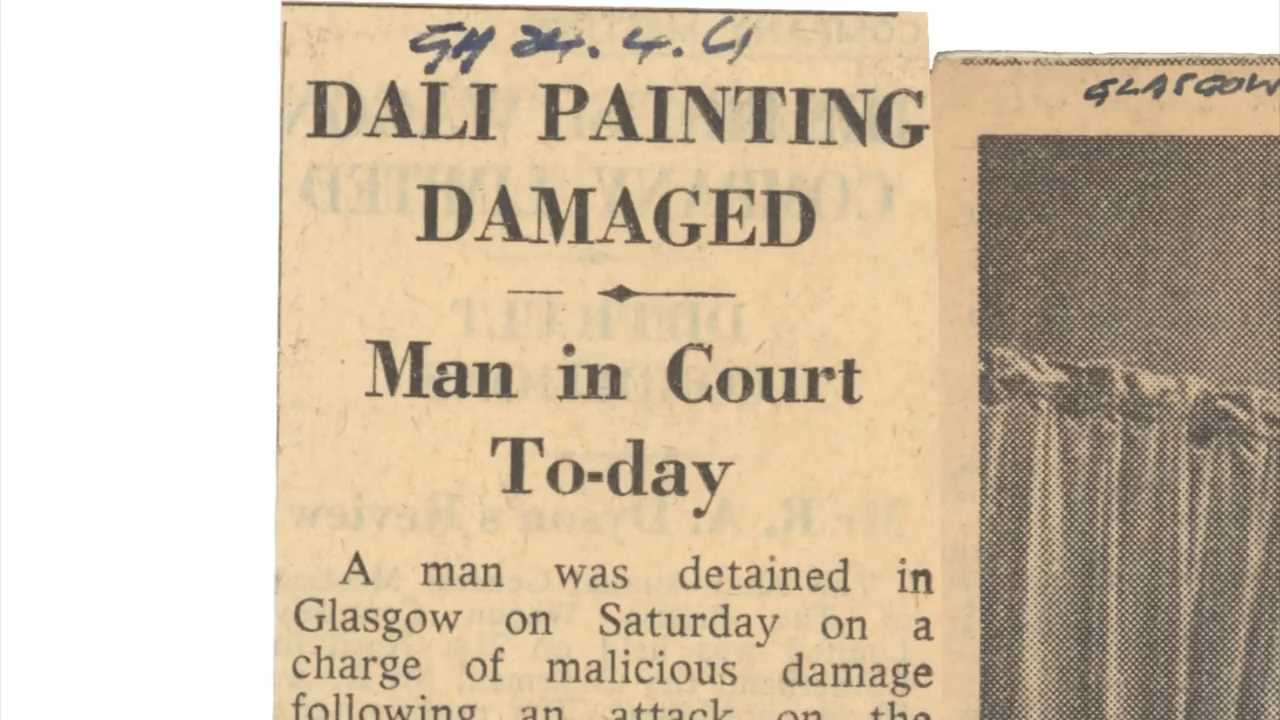 GH 24.4.61
DALI PAINTING
DAMAGED
Man in Court
To-day
A man was detained in
Glasgow on Saturday on a
charge of malicious damage
following an attack on the
GLASGOW